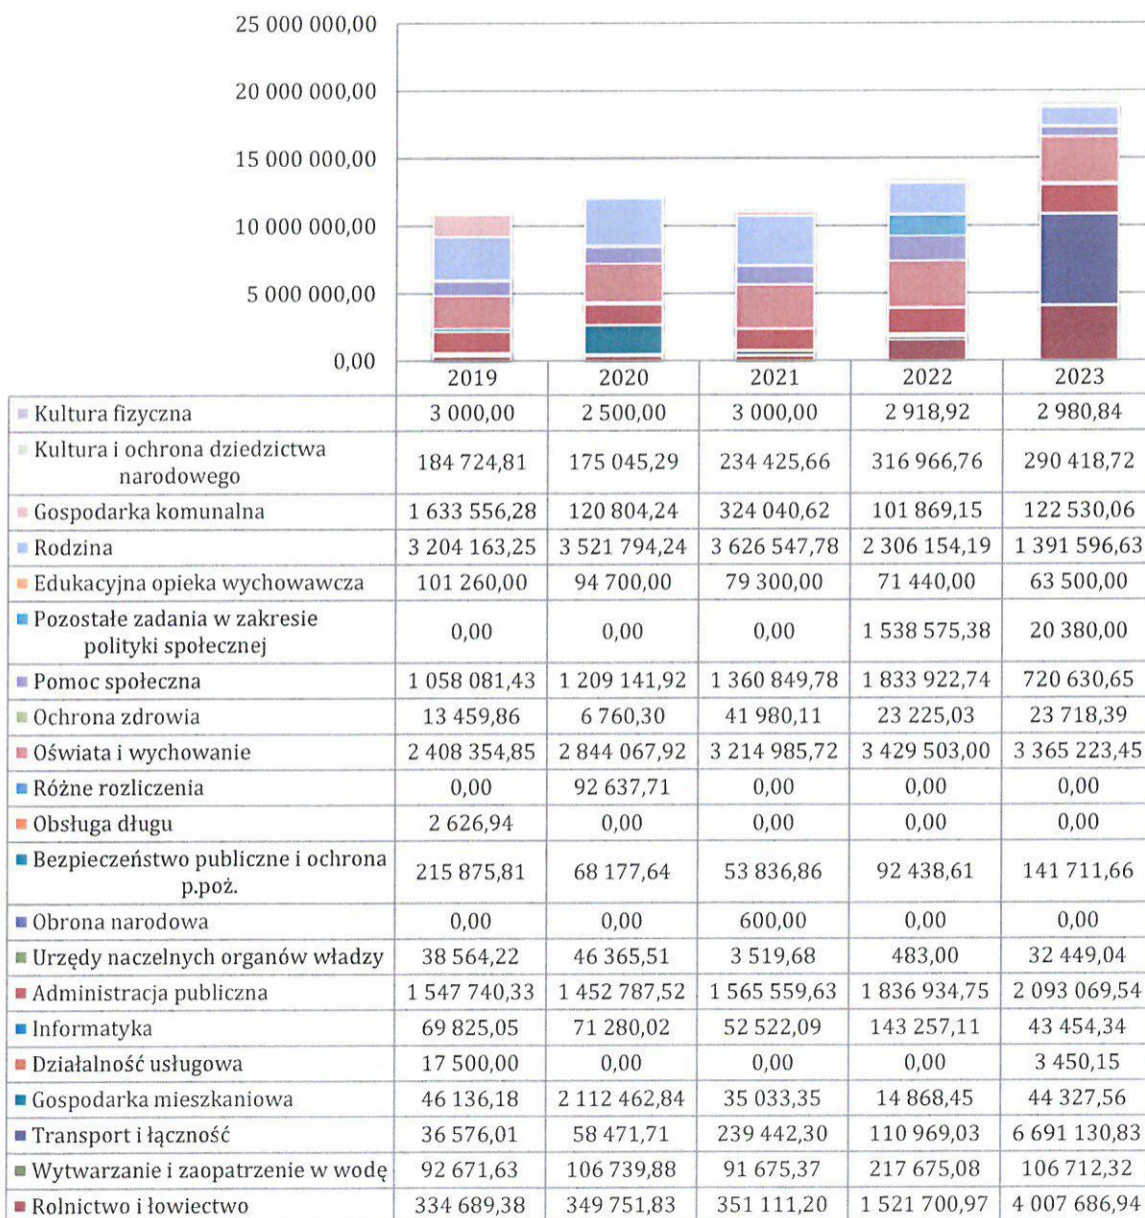 25 000 000,00
20 000 000,00
15 000 000,00
10 000 000,00
5 000 000,00
0,00
2019 2020 2021 2022 2023
Kultura fizyczna 3 000,00 2 500,00 3 000,00 2 918,92 2 980,84
Kultura i ochrona dziedzictwa
narodowego 184 724,81 175 045,29 234 425,66 316 966,76 290 418,72
Gospodarka komunalna 1 633 556,28 120 804,24 324 040,62 101 869,15 122 530,06
Rodzina 3 204 163,25 3 521 794,24 3 626 547,78 2 306 154,19 1 391 596,63
Edukacyjna opieka wychowawcza 101 260,00 94 700,00 79 300,00 71 440,00 63 500,00
Pozostałe zadania w zakresie
polityki społecznej 0,00 0,00 0,00 1 538 575,38 20 380,00
Pomoc społeczna 1 058 081,43 1 209 141,92 1 360 849,78 1 833 922,74 720 630,65
Ochrona zdrowia 13 459,86 6 760,30 41 980,11 23 225,03 23 718,39
Oświata i wychowanie 2 408 354,85 2 844 067,92 3 214 985,72 3 429 503,00 3 365 223,45
Różne rozliczenia 0,00 92 637,71 0,00 0,00 0,00
Obsługa długu 2 626,94 0,00 0,00 0,00 0,00
Bezpieczeństwo publiczne i ochrona
p.poż. 215 875,81 68 177,64 53 836,86 92 438,61 141 711,66
Obrona narodowa 0,00 0,00 600,00 0,00 0,00
Urzędy naczelnych organów władzy 38 564,22 46 365,51 3 519,68 483,00 32 449,04
Administracja publiczna 1 547 740,33 1 452 787,52 1 565 559,63 1 836 934,75 2 093 069,54
Informatyka 69 825,05 71 280,02 52 522,09 143 257,11 43 454,34
Działalność usługowa 17 500,00 0,00 0,00 0,00 3 450,15
Gospodarka mieszkaniowa 46 136,18 2 112 462,84 35 033,35 14 868,45 44 327,56
Transport i łączność 36 576,01 58 471,71 239 442,30 110 969,03 6 691 130,83
Wytwarzanie i zaopatrzenie w wodę 92 671,63 106 739,88 91 675,37 217 675,08 106 712,32
Rolnictwo i łowiectwo 334 689,38 349 751,83 351 111,20 1 521 700,97 4 007 686,94